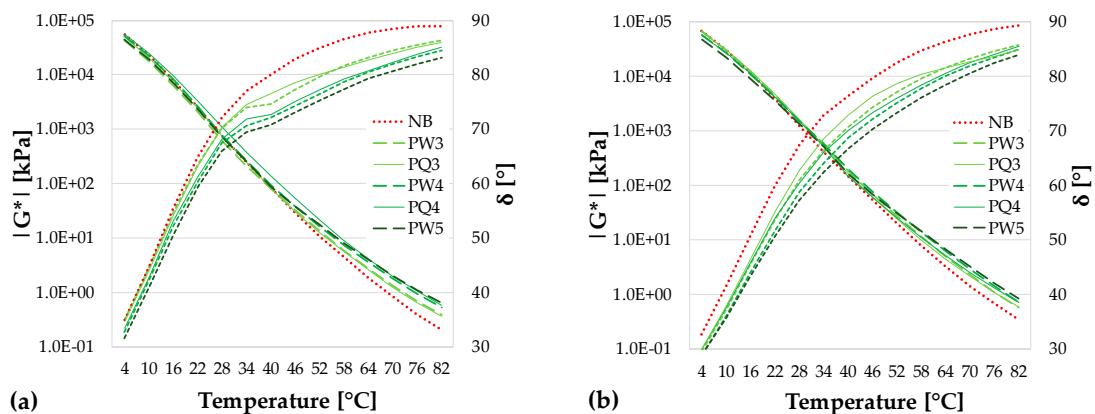 1.0E+05
1.0E+04
1.0E+03
1.0E+02
1.0E+01
1.0E+00
1.0E-01
|G*| [kPa]
90
80
70
60
50
40
30
δ [°]
NB
PW3
PQ3
PW4
PQ4
PW5
4 10 16 22 28 34 40 46 52 58 64 70 76 82
Temperature [°C]
(a)
1.0E+05
1.0E+04
1.0E+03
1.0E+02
1.0E+01
1.0E+00
1.0E-01
|G*| [kPa]
90
80
70
60
50
40
30
δ [°]
NB
PW3
PQ3
PW4
PQ4
PW5
4 10 16 22 28 34 40 46 52 58 64 70 76 82
Temperature [°C]
(b)